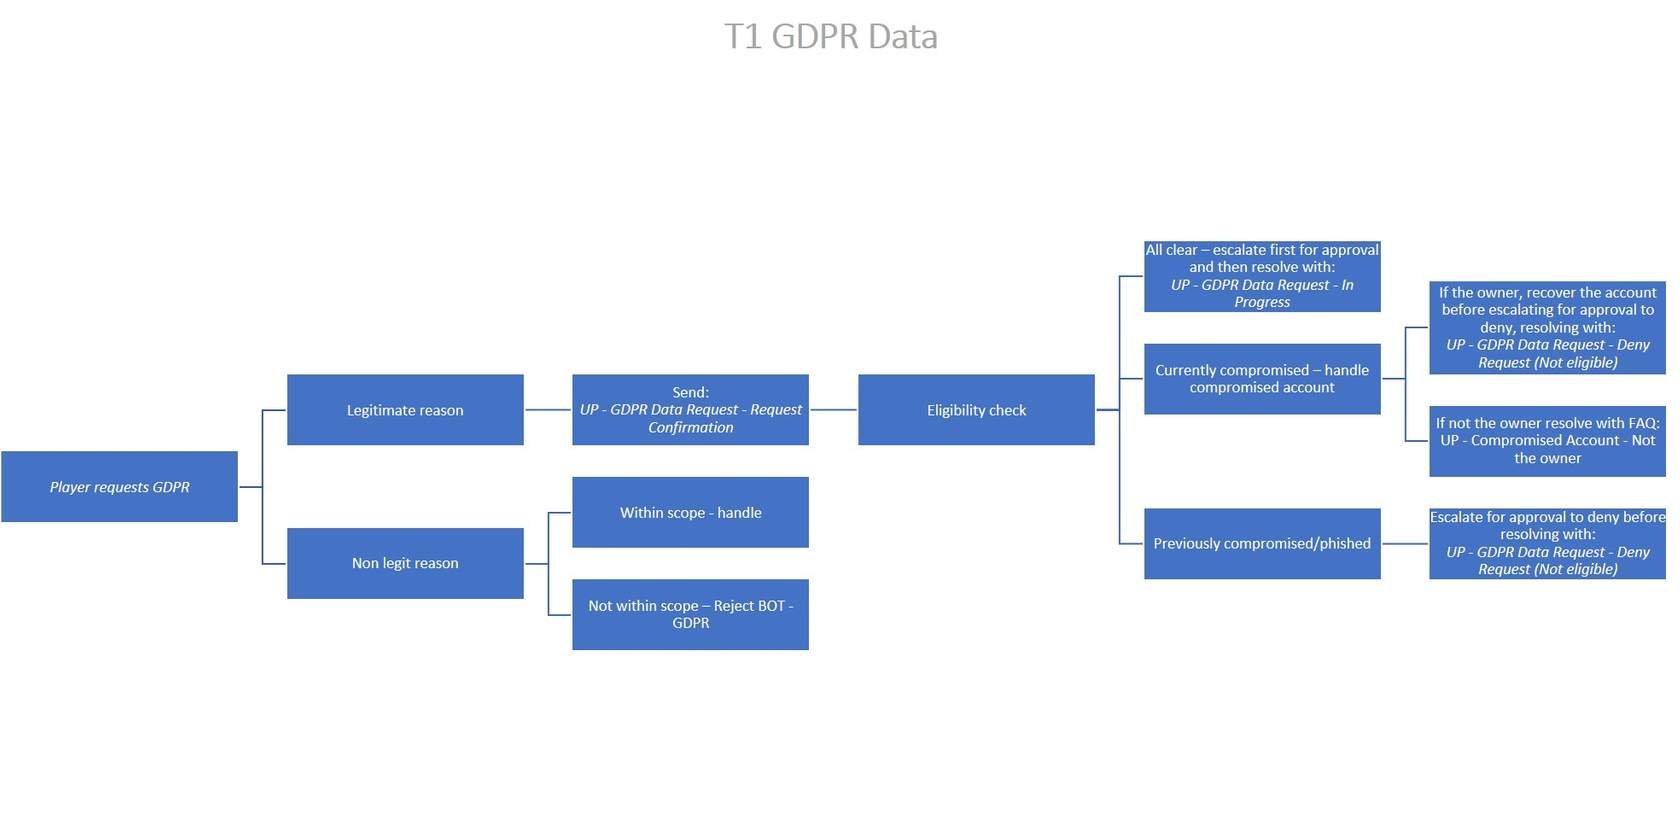 T1 GDPR Data
Player requests GDPR
Legitimate reason
Send:
UP - GDPR Data Request - Request
Confirmation
Eligibility check
All clear – escalate first for approval
and then resolve with:
UP - GDPR Data Request - In
Progress
Currently compromised – handle
compromised account
If the owner, recover the account
before escalating for approval to
deny, resolving with:
UP - GDPR Data Request - Deny
Request (Not eligible)
If not the owner resolve with FAQ:
UP - Compromised Account - Not
the owner
Previously compromised/phished
Escalate for approval to deny before
resolving with:
UP - GDPR Data Request - Deny
Request (Not eligible)
Non legit reason
Within scope - handle
Not within scope – Reject BOT -
GDPR